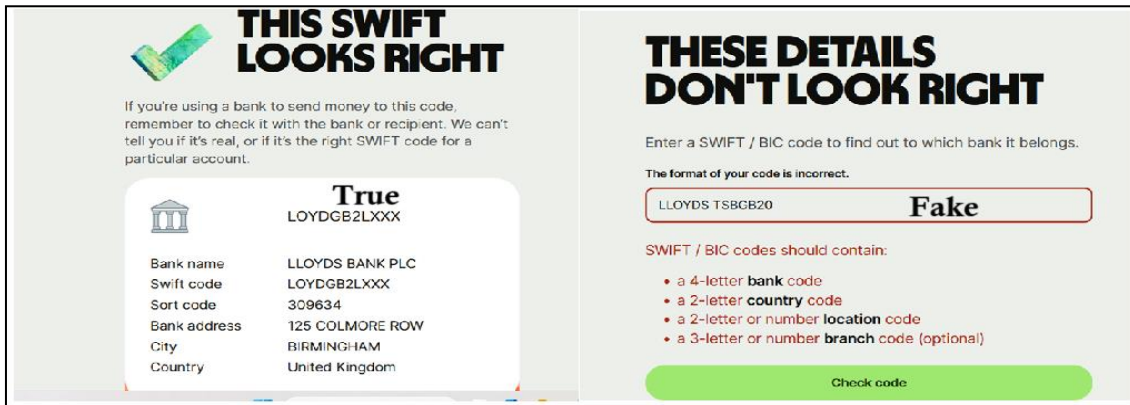 THIS SWIFT
LOOKS RIGHT
If you're using a bank to send money to this code,
remember to check it with the bank or recipient. We can't
tell you if it's real, or if it's the right SWIFT code for a
particular account.
True
LOYDGB2LXXX
Bank name LLOYDS BANK PLC
Swift code LOYDGB2LXXX
Sort code 309634
Bank address 125 COLMORE ROW
City BIRMINGHAM
Country United Kingdom
THESE DETAILS
DON'T LOOK RIGHT
Enter a SWIFT / BIC code to find out to which bank it belongs.
The format of your code is incorrect.
LLOYDS TSBGB20 Fake
SWIFT / BIC codes should contain:
• a 4-letter bank code
• a 2-letter country code
• a 2-letter or number location code
• a 3-letter or number branch code (optional)
Check code